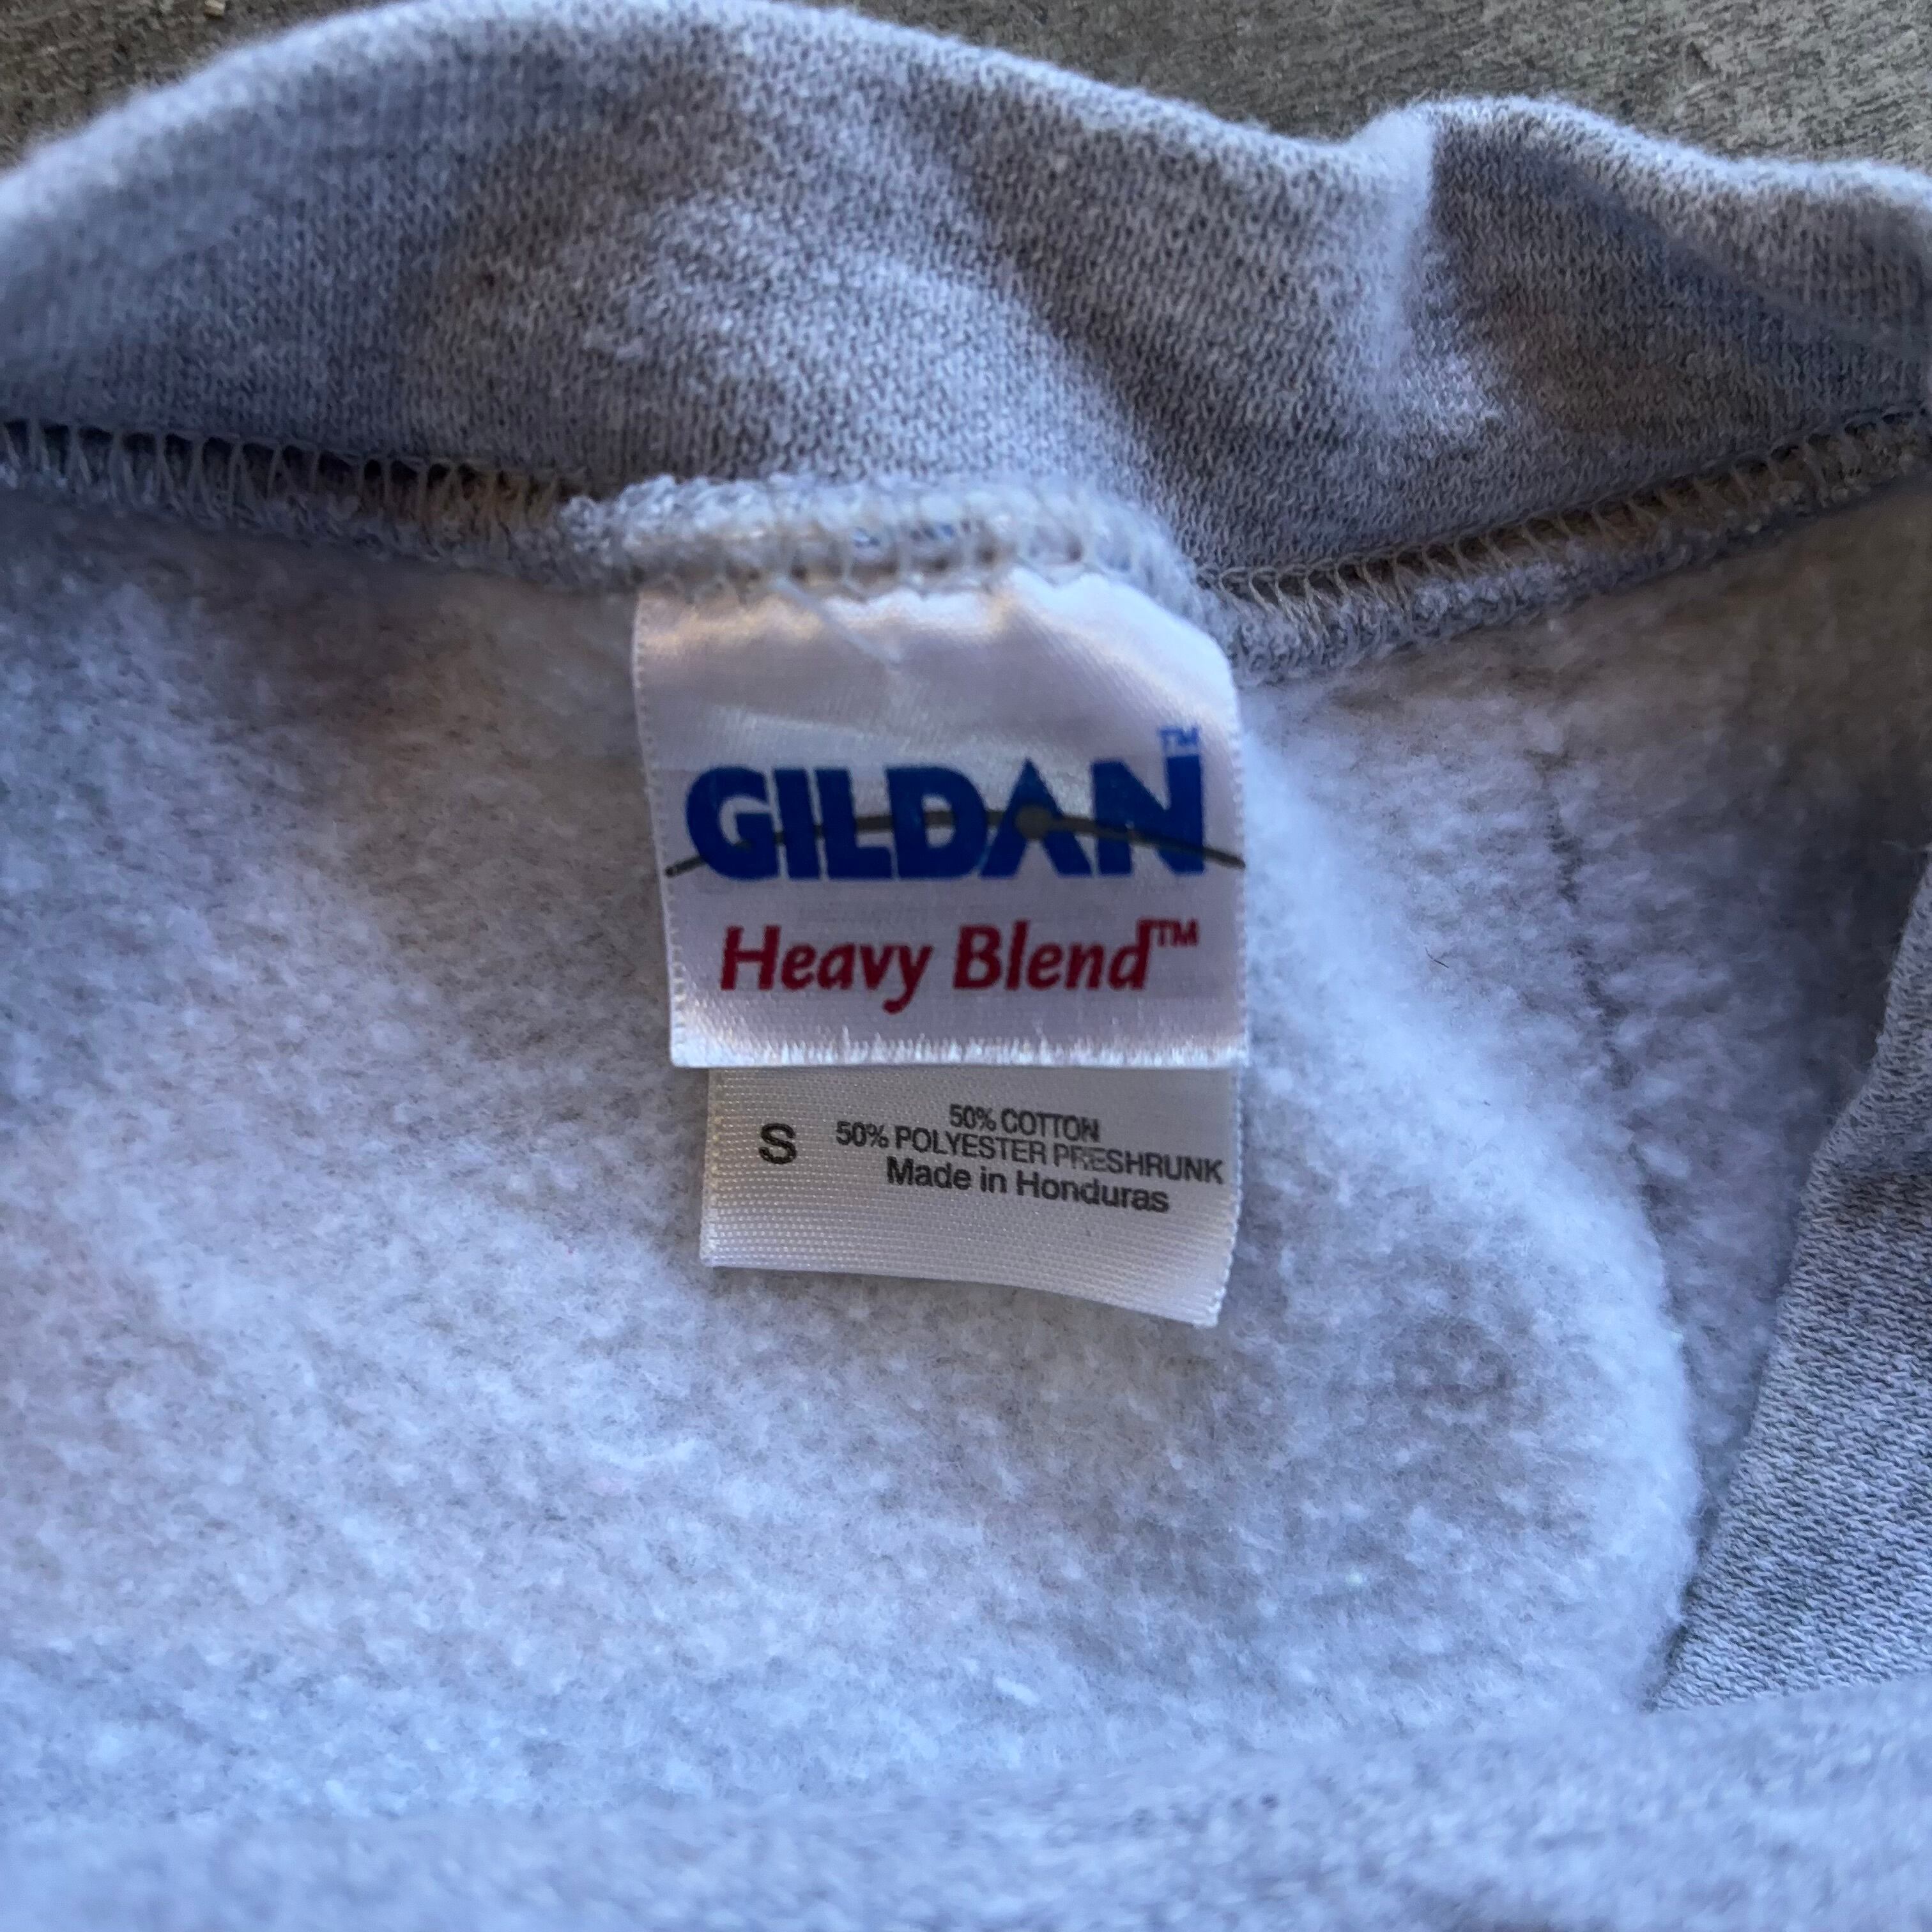 GILDAN™
Heavy Blend™
S
50% COTTON
50% POLYESTER PRESHRUNK
Made in Honduras